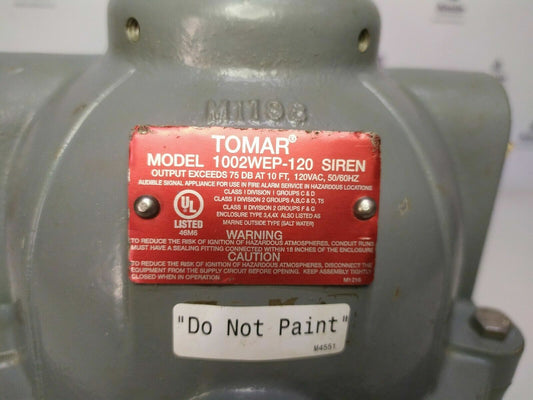 M1198
TOMAR®
MODEL 1002WEP-120 SIREN
OUTPUT EXCEEDS 75 DB AT 10 FT, 120VAC, 50/60HZ
AUDIBLE SIGNAL APPLIANCE FOR USE IN FIRE ALARM SERVICE IN HAZARDOUS LOCATIONS
CLASS I DIVISION I GROUPS C & D
CLASS I DIVISION 2 GROUPS A,B,C & D, T5
CLASS II DIVISION 2 GROUPS F & G
ENCLOSURE TYPE 3,4,4X ALSO LISTED AS
MARINE OUTSIDE TYPE (SALT WATER)
UL
LISTED
46M6
WARNING
TO REDUCE THE RISK OF IGNITION OF HAZARDOUS ATMOSPHERES, CONDUIT RUNS
MUST HAVE A SEALING FITTING CONNECTED WITHIN 18 INCHES OF THE ENCLOSURE
CAUTION
TO REDUCE THE RISK OF IGNITION OF HAZARDOUS ATMOSPHERES, DISCONNECT THE
EQUIPMENT FROM THE SUPPLY CIRCUIT BEFORE OPENING. KEEP ASSEMBLY TIGHTLY
CLOSED WHEN IN OPERATION
M1216
"Do Not Paint"
M4551